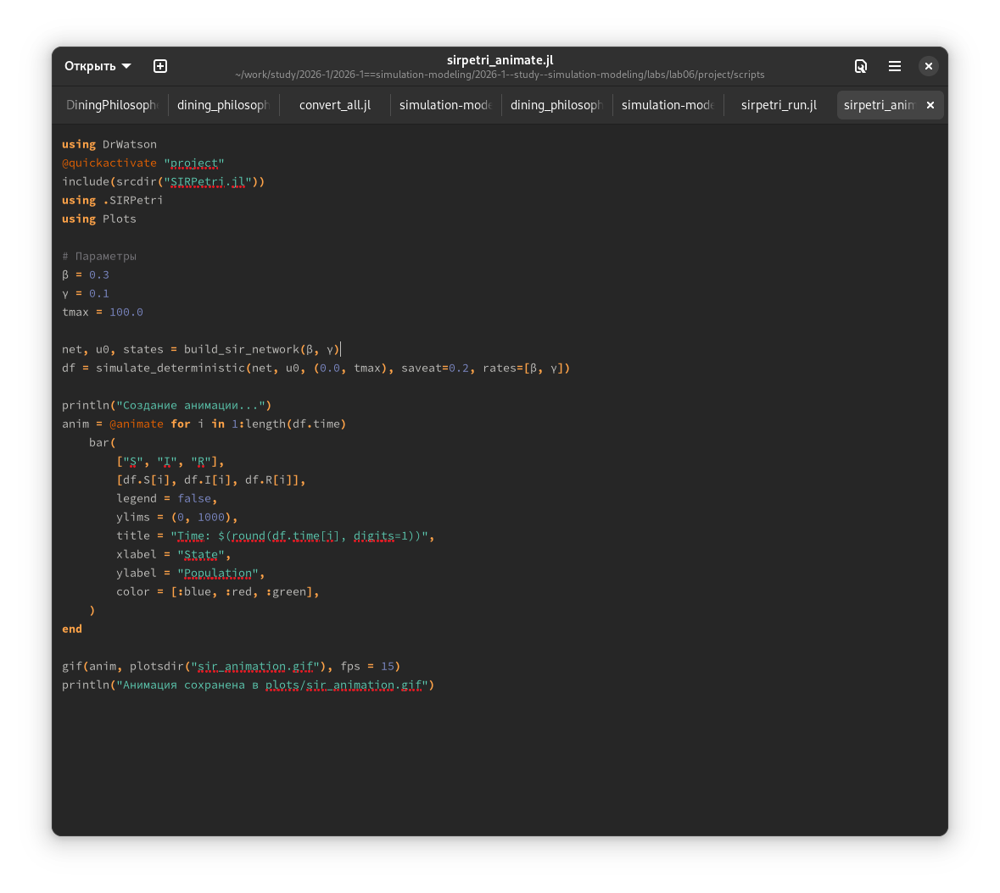 Открыть
sirpetri_animate.jl
~/work/study/2026-1/2026-1==simulation-modeling/2026-1--study--simulation-modeling/labs/lab06/project/scripts
DiningPhilosoph dining_philosoph convert_all.jl simulation-mode dining_philosoph simulation-mode sirpetri_run.jl sirpetri_anim
using DrWatson
@quickactivate "project"
include(srcdir("SIRPetri.jl"))
using .SIRPetri
using Plots
# Параметры
β = 0.3
γ = 0.1
tmax = 100.0
net, u0, states = build_sir_network(β, γ)
df = simulate_deterministic(net, u0, (0.0, tmax), saveat=0.2, rates=[β, γ])
println("Создание анимации...")
anim = @animate for i in 1:length(df.time)
    bar(
        ["S", "I", "R"],
        [df.S[i], df.I[i], df.R[i]],
        legend = false,
        ylims = (0, 1000),
        title = "Time: $(round(df.time[i], digits=1))",
        xlabel = "State",
        ylabel = "Population",
        color = [:blue, :red, :green],
    )
end
gif(anim, plotsdir("sir_animation.gif"), fps = 15)
println("Анимация сохранена в plots/sir_animation.gif")